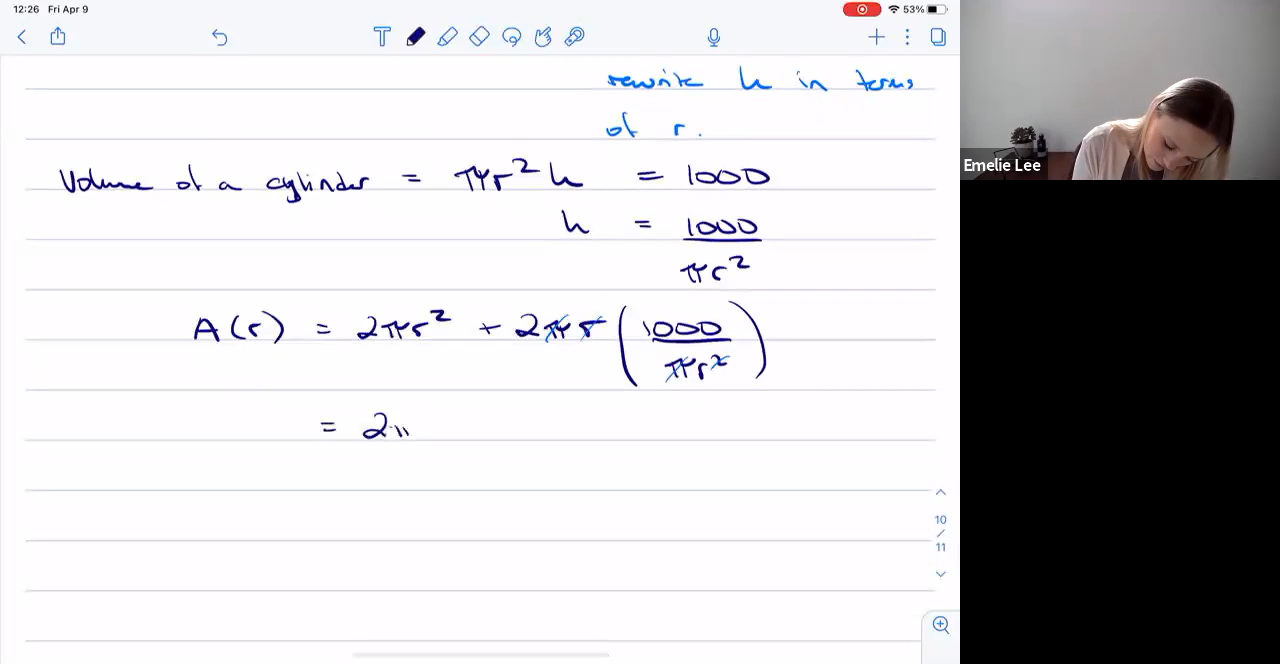 12:26 Fri Apr 9
53%
T
rewrite h in terms
of r.
Volume of a cylinder = πr²h = 1000
h = 1000
πr²
A(r) = 2πr² + 2πr ( 1000
πr² )
= 2π
Emelie Lee
10
/
11